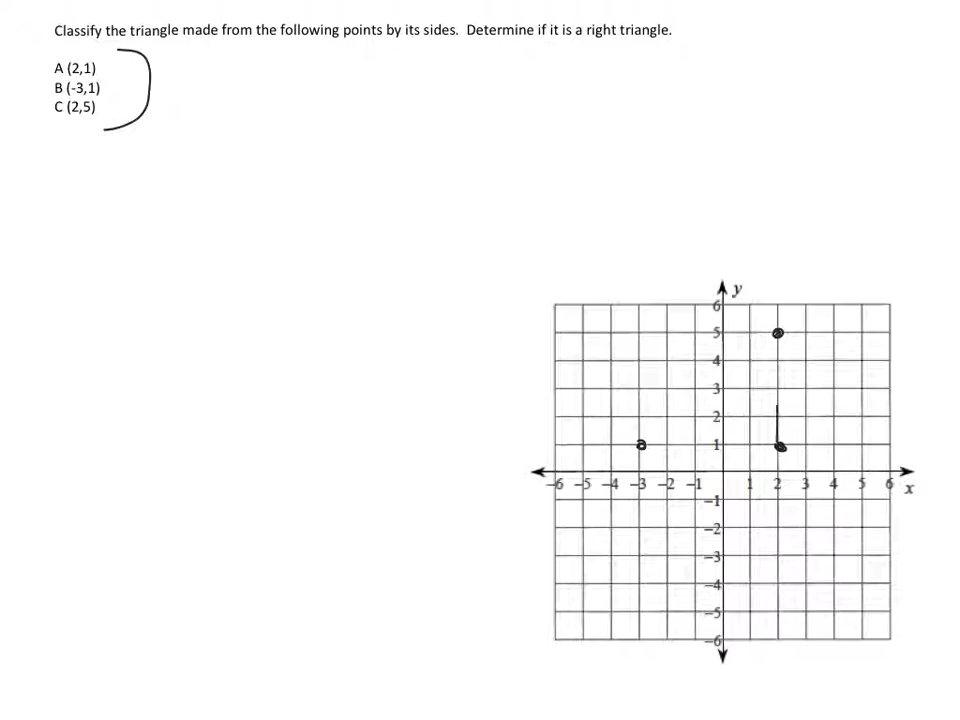 Classify the triangle made from the following points by its sides. Determine if it is a right triangle.
A (2,1)
B (-3,1)
C (2,5)
y
6
5
4
3
2
1
-6 -5 -4 -3 -2 -1 1 2 3 4 5 6 x
-1
-2
-3
-4
-5
-6